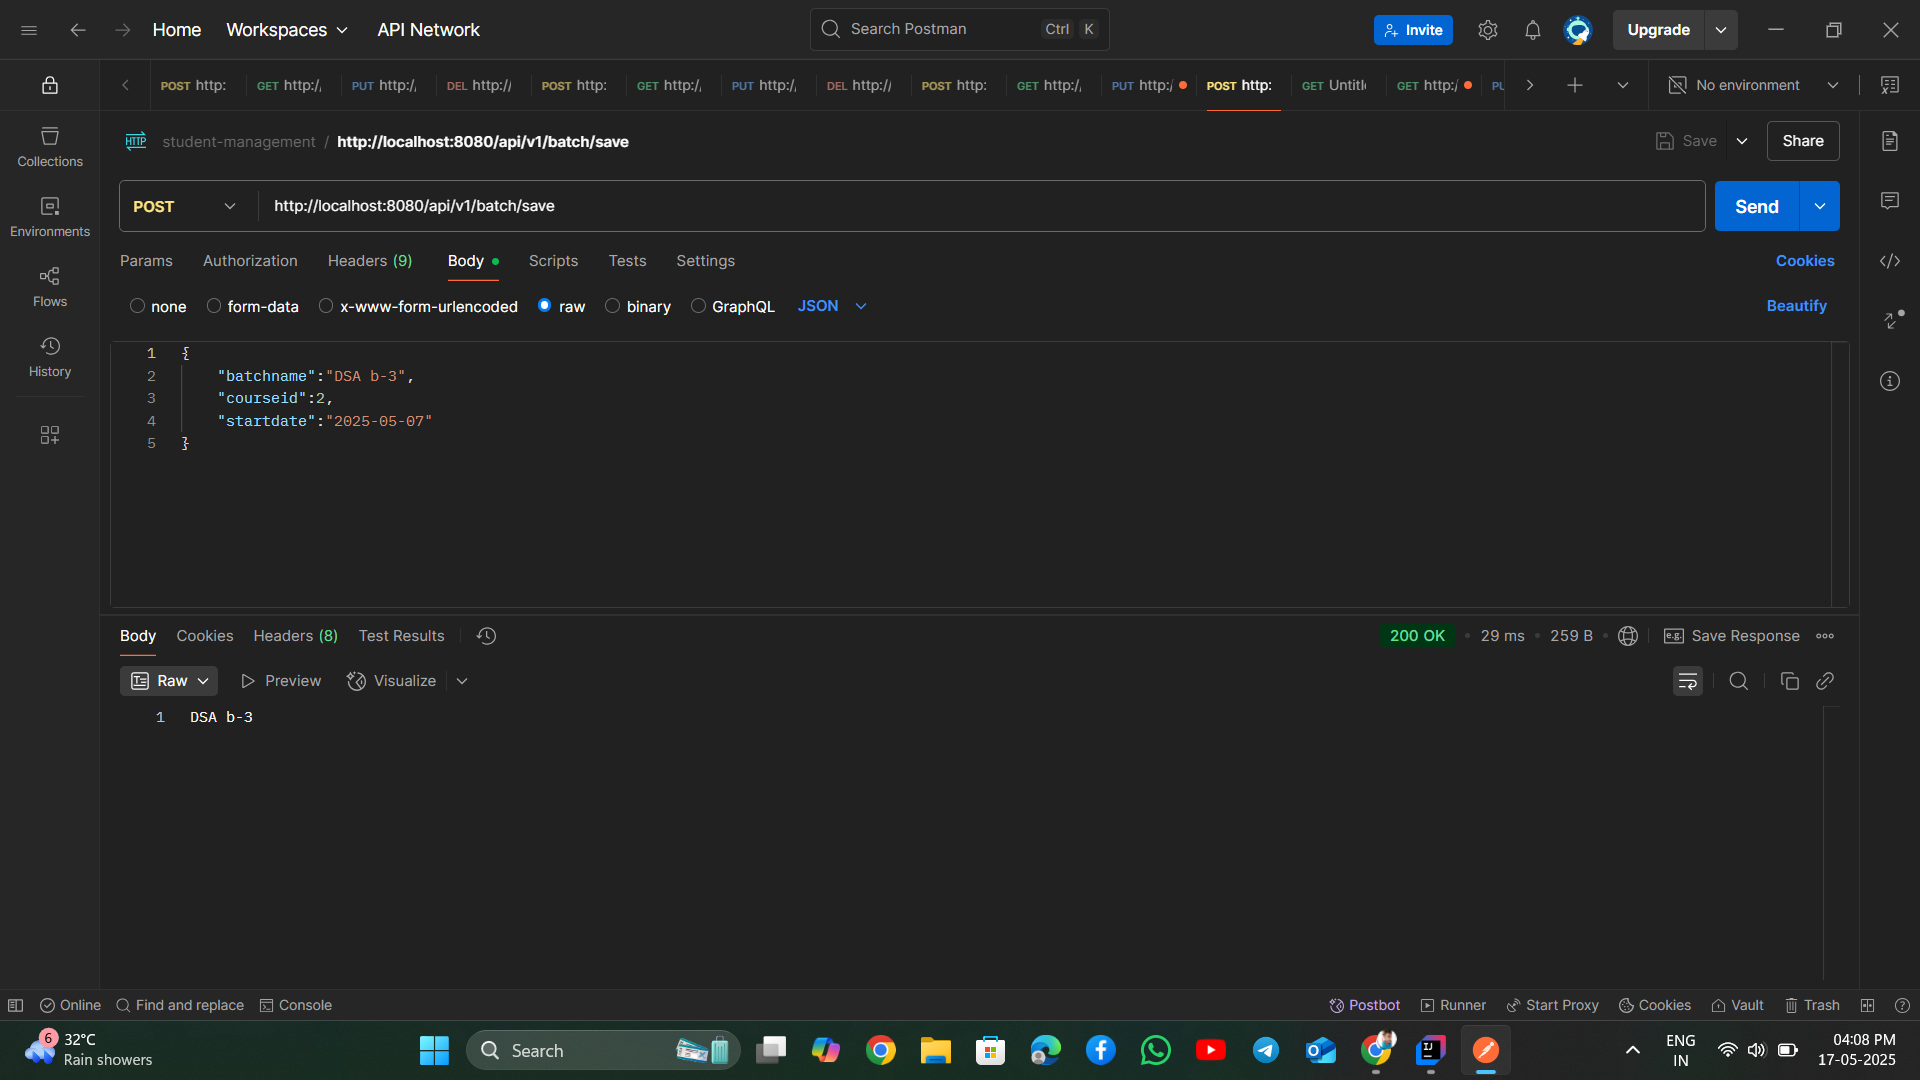 Home Workspaces API Network Search Postman Ctrl K Invite Upgrade
POST http: GET http:/, PUT http:/, DEL http:// POST http: GET http:/, PUT http:/, DEL http:// POST http: GET http:/, PUT http:/ POST http: GET Untitl GET http:/ PU No environment
student-management / http://localhost:8080/api/v1/batch/save Save Share
Collections
POST http://localhost:8080/api/v1/batch/save Send
Environments
Params Authorization Headers (9) Body Scripts Tests Settings Cookies
Flows
none form-data x-www-form-urlencoded raw binary GraphQL JSON Beautify
History
1 {
2 "batchname":"DSA b-3",
3 "courseid":2,
4 "startdate":"2025-05-07"
5 }
Body Cookies Headers (8) Test Results 200 OK • 29 ms • 259 B • e.g. Save Response
Raw Preview Visualize
1 DSA b-3
Online Find and replace Console Postbot Runner Start Proxy Cookies Vault Trash
6 32°C
Rain showers
Search
ENG
IN
04:08 PM
17-05-2025